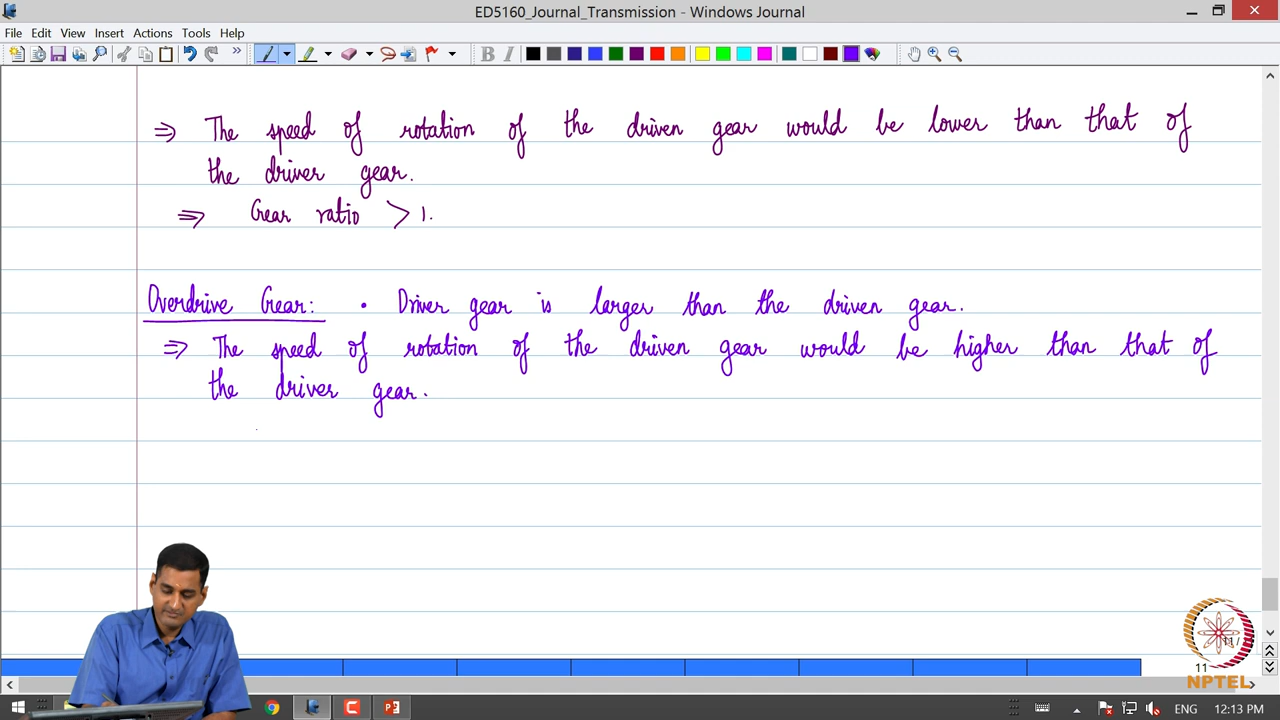 ED5160_Journal_Transmission - Windows Journal
File Edit View Insert Actions Tools Help
⇒ The speed of rotation of the driven gear would be lower than that of
the driver gear.
⇒ Gear ratio > 1.
Overdrive Gear: • Driver gear is larger than the driven gear.
⇒ The speed of rotation of the driven gear would be higher than that of
the driver gear.
11/
11
NPTEL
ENG 12:13 PM